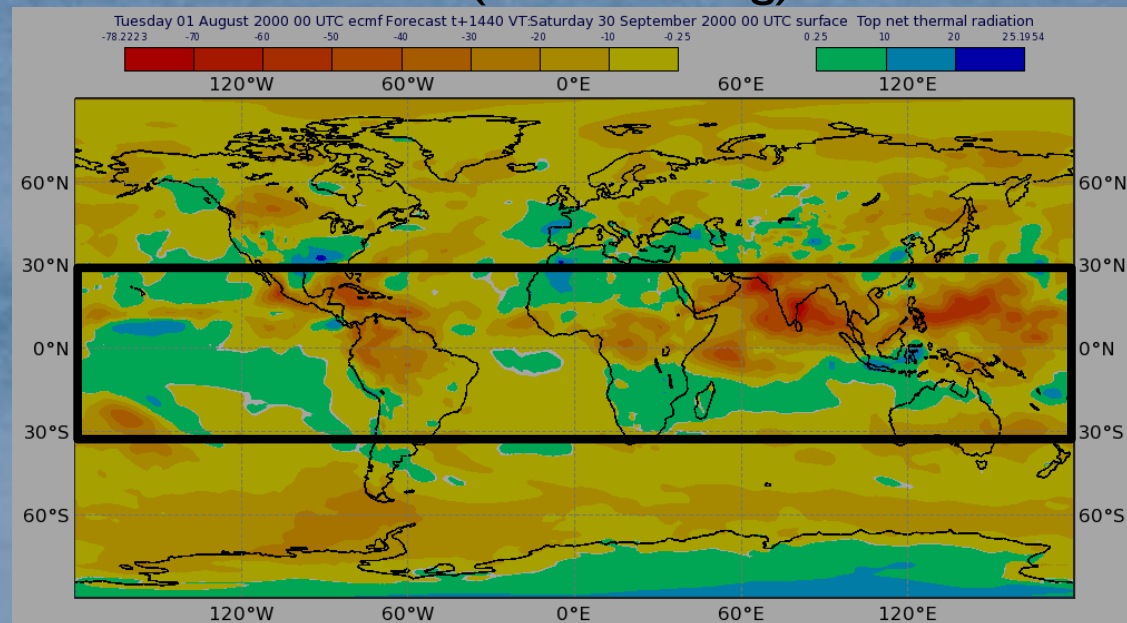 Tuesday 01 August 2000 00 UTC ecmf Forecast t+1440 VT:Saturday 30 September 2000 00 UTC surface Top net thermal radiation
-78.2223 -70 -60 -50 -40 -30 -20 -10 -0.25 0.25 10 20 25.1954
120°W 60°W 0°E 60°E 120°E
60°N 60°N
30°N 30°N
0°N 0°N
30°S 30°S
60°S 60°S
120°W 60°W 0°E 60°E 120°E